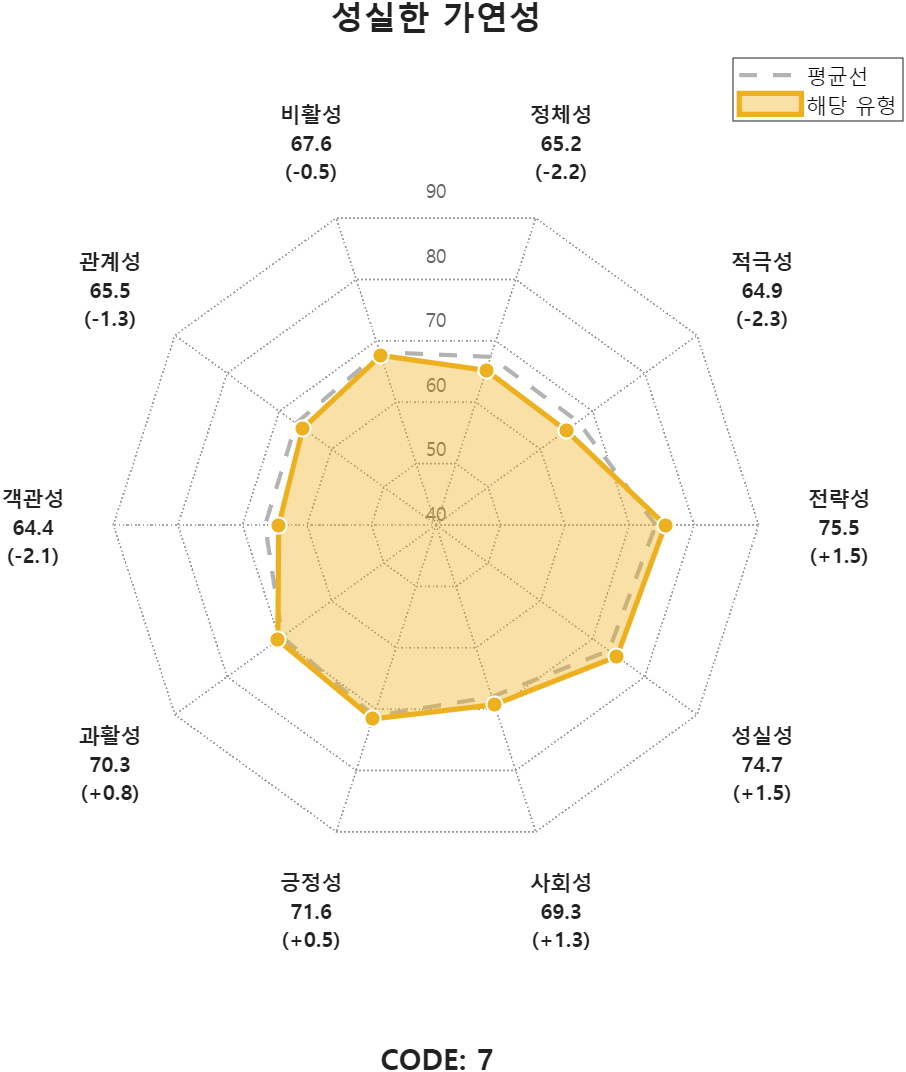 성실한 가연성
평균선
해당 유형
비활성
67.6
(-0.5)
정체성
65.2
(-2.2)
관계성
65.5
(-1.3)
적극성
64.9
(-2.3)
객관성
64.4
(-2.1)
전략성
75.5
(+1.5)
과활성
70.3
(+0.8)
성실성
74.7
(+1.5)
긍정성
71.6
(+0.5)
사회성
69.3
(+1.3)
90
80
70
60
50
40
CODE: 7